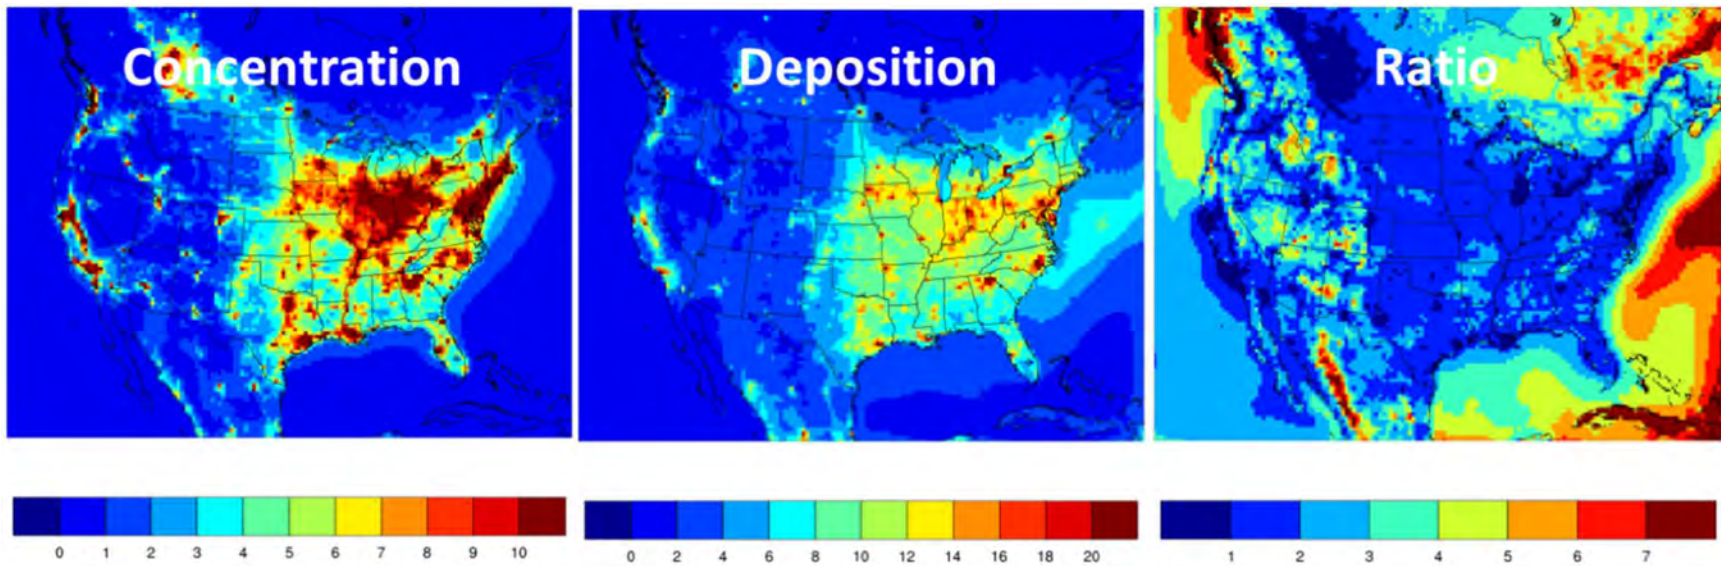 Concentration Deposition Ratio
0 1 2 3 4 5 6 7 8 9 10
0 2 4 6 8 10 12 14 16 18 20
1 2 3 4 5 6 7